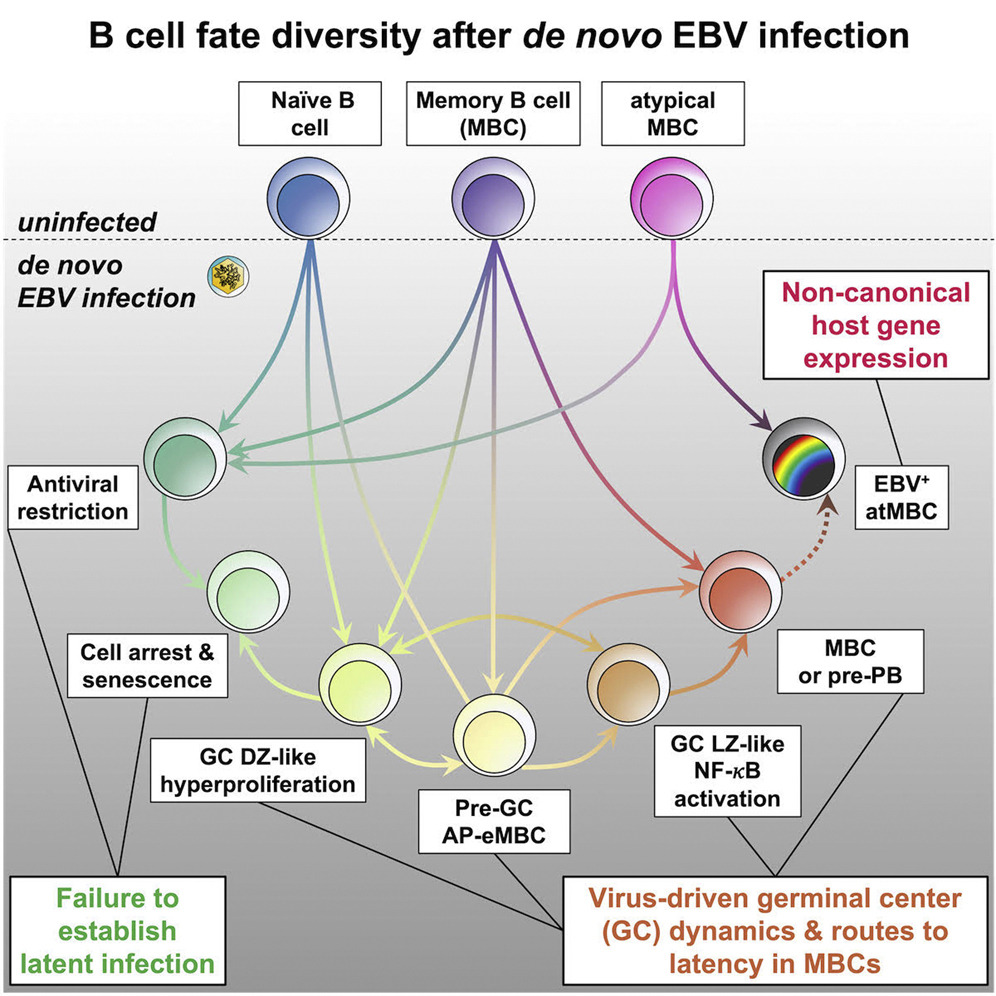 B cell fate diversity after de novo EBV infection
Naïve B
cell
Memory B cell
(MBC)
atypical
MBC
uninfected
de novo
EBV infection
Non-canonical
host gene
expression
Antiviral
restriction
EBV⁺
atMBC
Cell arrest &
senescence
MBC
or pre-PB
GC DZ-like
hyperproliferation
GC LZ-like
NF-κB
activation
Pre-GC
AP-eMBC
Failure to
establish
latent infection
Virus-driven germinal center
(GC) dynamics & routes to
latency in MBCs